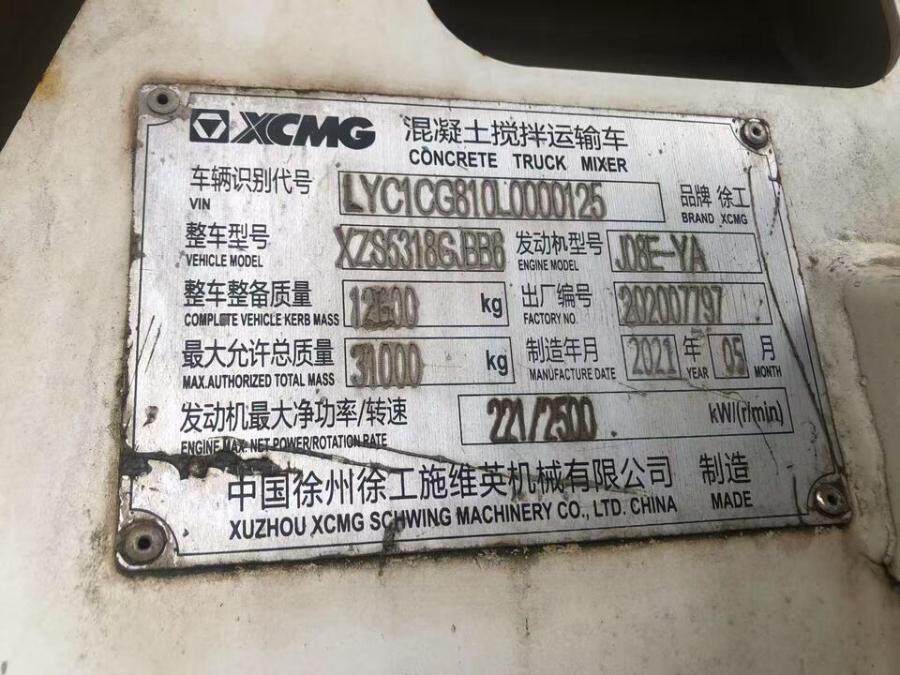 XCMG 混凝土搅拌运输车
CONCRETE TRUCK MIXER
车辆识别代号 LYC1CG810L0000125 品牌 徐工
VIN BRAND XCMG
整车型号 XZS5318GJBB6 发动机型号 J08E-YA
VEHICLE MODEL ENGINE MODEL
整车整备质量 kg 出厂编号 202007797
COMPLETE VEHICLE KERB MASS FACTORY NO.
最大允许总质量 31000 kg 制造年月 2021 年 05 月
MAX.AUTHORIZED TOTAL MASS MANUFACTURE DATE YEAR MONTH
发动机最大净功率/转速 221/2500 kW/(r/min)
ENGINE MAX. NET POWER/ROTATION RATE
中国徐州徐工施维英机械有限公司 制造
XUZHOU XCMG SCHWING MACHINERY CO., LTD. CHINA MADE